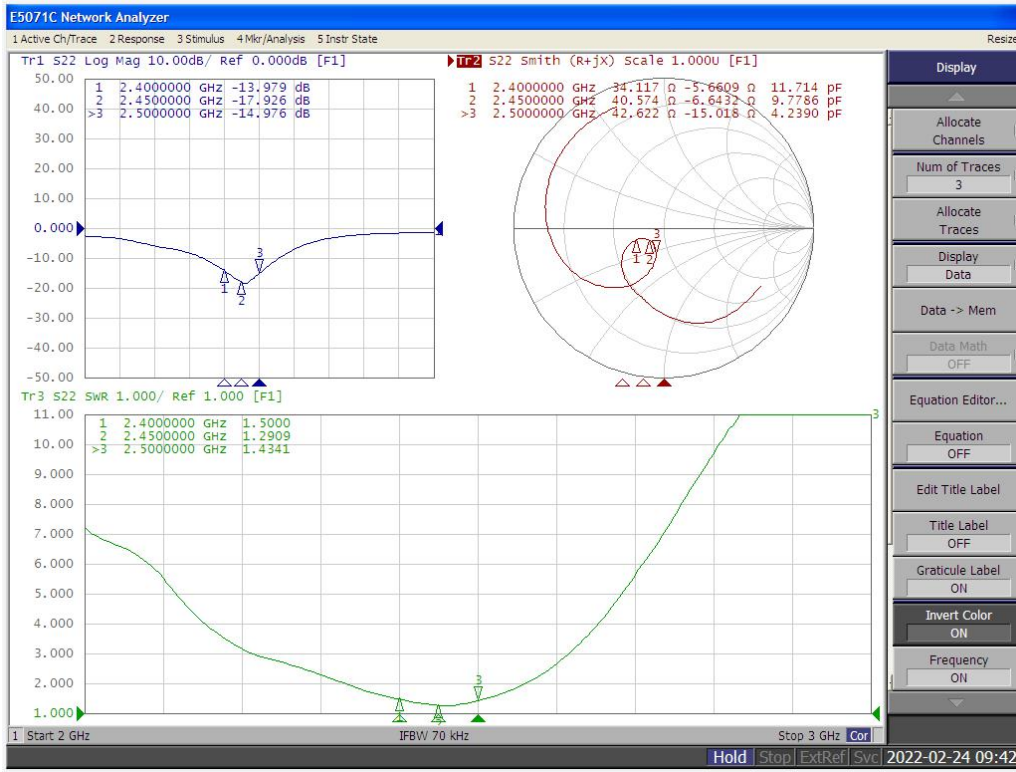 E5071C Network Analyzer
1 Active Ch/Trace 2 Response 3 Stimulus 4 Mkr/Analysis 5 Instr State
Resize
Tr1 S22 Log Mag 10.00dB/ Ref 0.000dB [F1]
50.00
1 2.4000000 GHz -13.979 dB
2 2.4500000 GHz -17.926 dB
>3 2.5000000 GHz -14.976 dB
40.00
30.00
20.00
10.00
0.000
-10.00
-20.00
-30.00
-40.00
-50.00
1
2
3
Tr2 S22 Smith (R+jX) Scale 1.000U [F1]
1 2.4000000 GHz 34.117 Ω -5.6609 Ω 11.714 pF
2 2.4500000 GHz 40.574 Ω -6.6432 Ω 9.7786 pF
>3 2.5000000 GHz 42.622 Ω -15.018 Ω 4.2390 pF
3
1 2
Tr3 S22 SWR 1.000/ Ref 1.000 [F1]
11.00
1 2.4000000 GHz 1.5000
2 2.4500000 GHz 1.2909
>3 2.5000000 GHz 1.4341
10.00
9.000
8.000
7.000
6.000
5.000
4.000
3.000
2.000
1.000
3
3
1 Start 2 GHz
IFBW 70 kHz
Stop 3 GHz Cor
Display
Allocate
Channels
Num of Traces
3
Allocate
Traces
Display
Data
Data -> Mem
Data Math
OFF
Equation Editor...
Equation
OFF
Edit Title Label
Title Label
OFF
Graticule Label
ON
Invert Color
ON
Frequency
ON
Hold Stop ExtRef Svc 2022-02-24 09:42